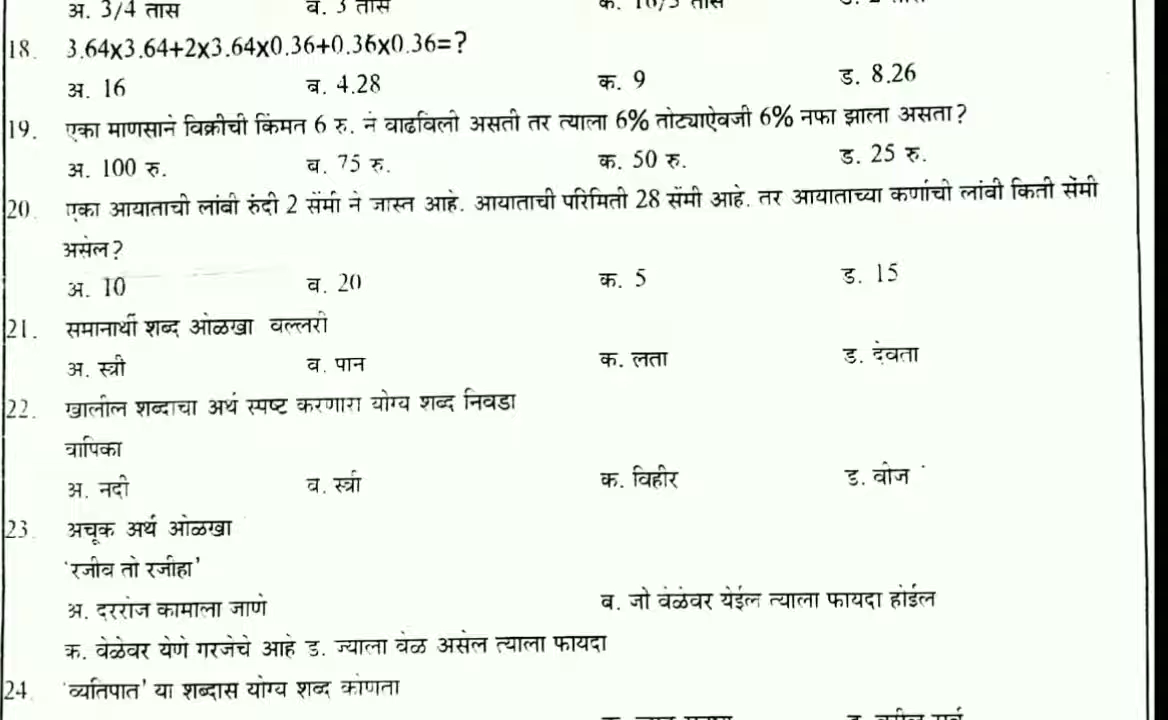 अ. 3/4 तास ब. 3 तास
18. 3.64x3.64+2x3.64x0.36+0.36x0.36=?
अ. 16 ब. 4.28 क. 9 ड. 8.26
19. एका माणसानं विक्रीची किंमत 6 रु. नं वाढविली असती तर त्याला 6% तोट्याऐवजी 6% नफा झाला असता?
अ. 100 रु. ब. 75 रु. क. 50 रु. ड. 25 रु.
20. एका आयाताची लांबी रुंदी 2 सेंमी ने जास्त आहे. आयाताची परिमिती 28 सेंमी आहे. तर आयाताच्या कर्णाची लांबी किती सेंमी
असेल?
अ. 10 ब. 20 क. 5 ड. 15
21. समानार्थी शब्द ओळखा वल्लरी
अ. स्त्री ब. पान क. लता ड. देवता
22. खालील शब्दाचा अर्थ स्पष्ट करणारा योग्य शब्द निवडा
वापिका
अ. नदी ब. स्त्री क. विहीर ड. वीज
23. अचूक अर्थ ओळखा
'रजीव तो रजीहा'
अ. दररोज कामाला जाणे ब. जो वेळेवर येईल त्याला फायदा होईल
क. वेळेवर येणे गरजेचे आहे ड. ज्याला वेळ असेल त्याला फायदा
24. 'व्यतिपात' या शब्दास योग्य शब्द कोणता